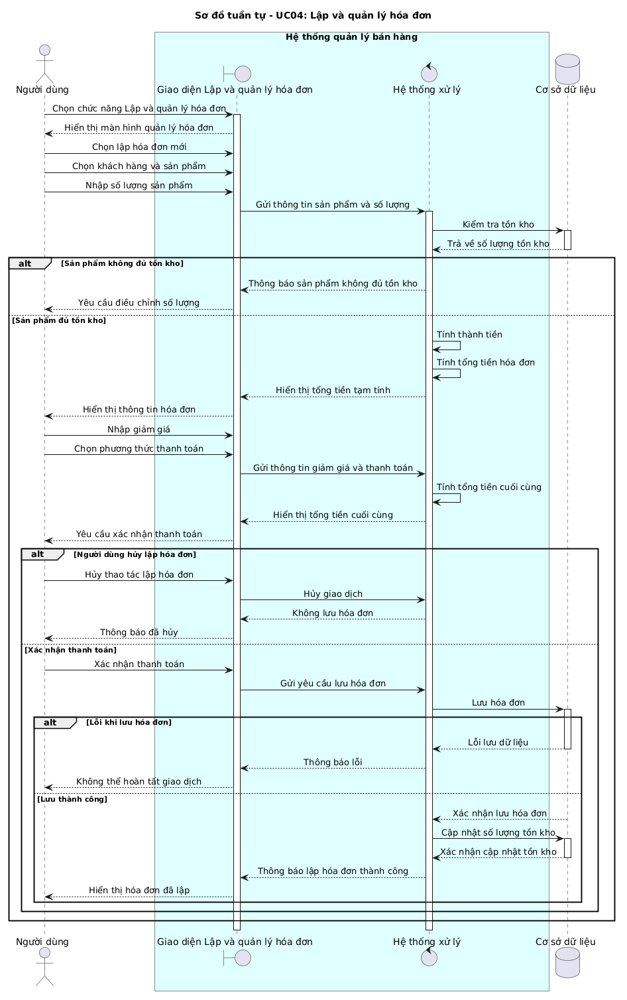 Sơ đồ tuần tự - UC04: Lập và quản lý hóa đơn
Hệ thống quản lý bán hàng
Người dùng
Giao diện Lập và quản lý hóa đơn
Hệ thống xử lý
Cơ sở dữ liệu
Chọn chức năng Lập và quản lý hóa đơn
Hiển thị màn hình quản lý hóa đơn
Chọn lập hóa đơn mới
Chọn khách hàng và sản phẩm
Nhập số lượng sản phẩm
Gửi thông tin sản phẩm và số lượng
Kiểm tra tồn kho
Trả về số lượng tồn kho
alt [Sản phẩm không đủ tồn kho]
Thông báo sản phẩm không đủ tồn kho
Yêu cầu điều chỉnh số lượng
[Sản phẩm đủ tồn kho]
Tính thành tiền
Tính tổng tiền hóa đơn
Hiển thị tổng tiền tạm tính
Hiển thị thông tin hóa đơn
Nhập giảm giá
Chọn phương thức thanh toán
Gửi thông tin giảm giá và thanh toán
Tính tổng tiền cuối cùng
Hiển thị tổng tiền cuối cùng
Yêu cầu xác nhận thanh toán
alt [Người dùng hủy lập hóa đơn]
Hủy thao tác lập hóa đơn
Hủy giao dịch
Không lưu hóa đơn
Thông báo đã hủy
[Xác nhận thanh toán]
Xác nhận thanh toán
Gửi yêu cầu lưu hóa đơn
Lưu hóa đơn
alt [Lỗi khi lưu hóa đơn]
Lỗi lưu dữ liệu
Thông báo lỗi
Không thể hoàn tất giao dịch
[Lưu thành công]
Xác nhận lưu hóa đơn
Cập nhật số lượng tồn kho
Xác nhận cập nhật tồn kho
Thông báo lập hóa đơn thành công
Hiển thị hóa đơn đã lập
Người dùng
Giao diện Lập và quản lý hóa đơn
Hệ thống xử lý
Cơ sở dữ liệu